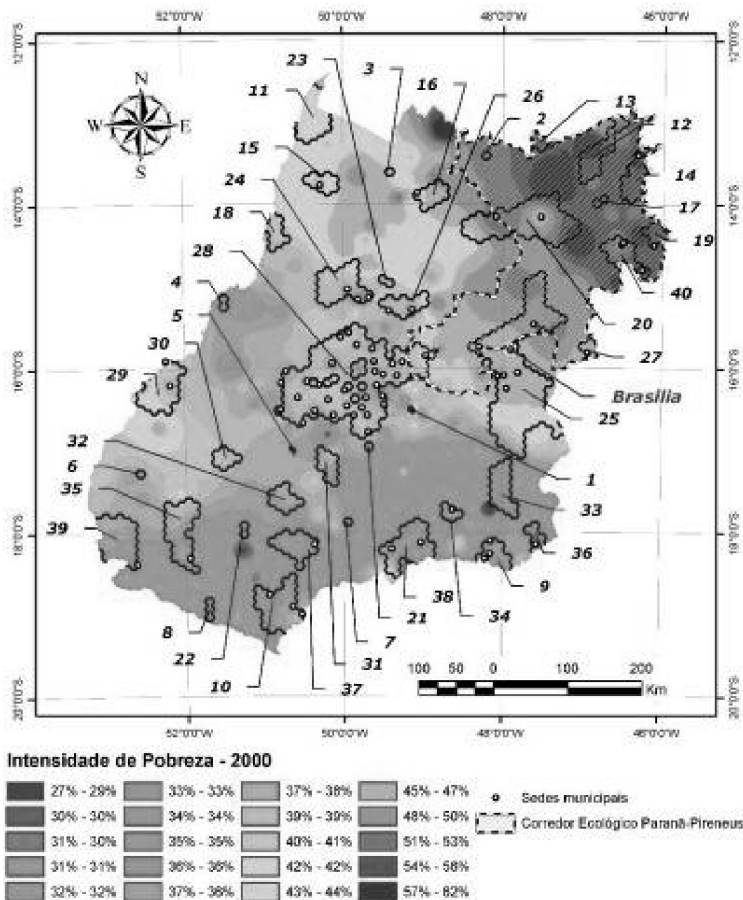 52°0'0"W 50°0'0"W 48°0'0"W 46°0'0"W
12°0'0"S 12°0'0"S
N
W E
S
23 3 16 26 13 2 12
11
15
14°0'0"S 14 14°0'0"S
24 17
18 19
28 40
4 20
5 27
16°0'0"S 30 16°0'0"S
29 Brasília
25
32
6 1
35 33
39
18°0'0"S 36 18°0'0"S
38 9
8 21 34
22 7
31
10 37
100 50 0 100 200
Km
20°0'0"S 20°0'0"S
52°0'0"W 50°0'0"W 48°0'0"W 46°0'0"W
Intensidade de Pobreza - 2000
27% - 29% 33% - 33% 37% - 38% 45% - 47%
30% - 30% 34% - 34% 39% - 39% 48% - 50%
31% - 30% 35% - 35% 40% - 41% 51% - 53%
31% - 31% 36% - 36% 42% - 42% 54% - 56%
32% - 32% 37% - 36% 43% - 44% 57% - 62%
Sedes municipais
Corredor Ecológico Paranã-Pireneus